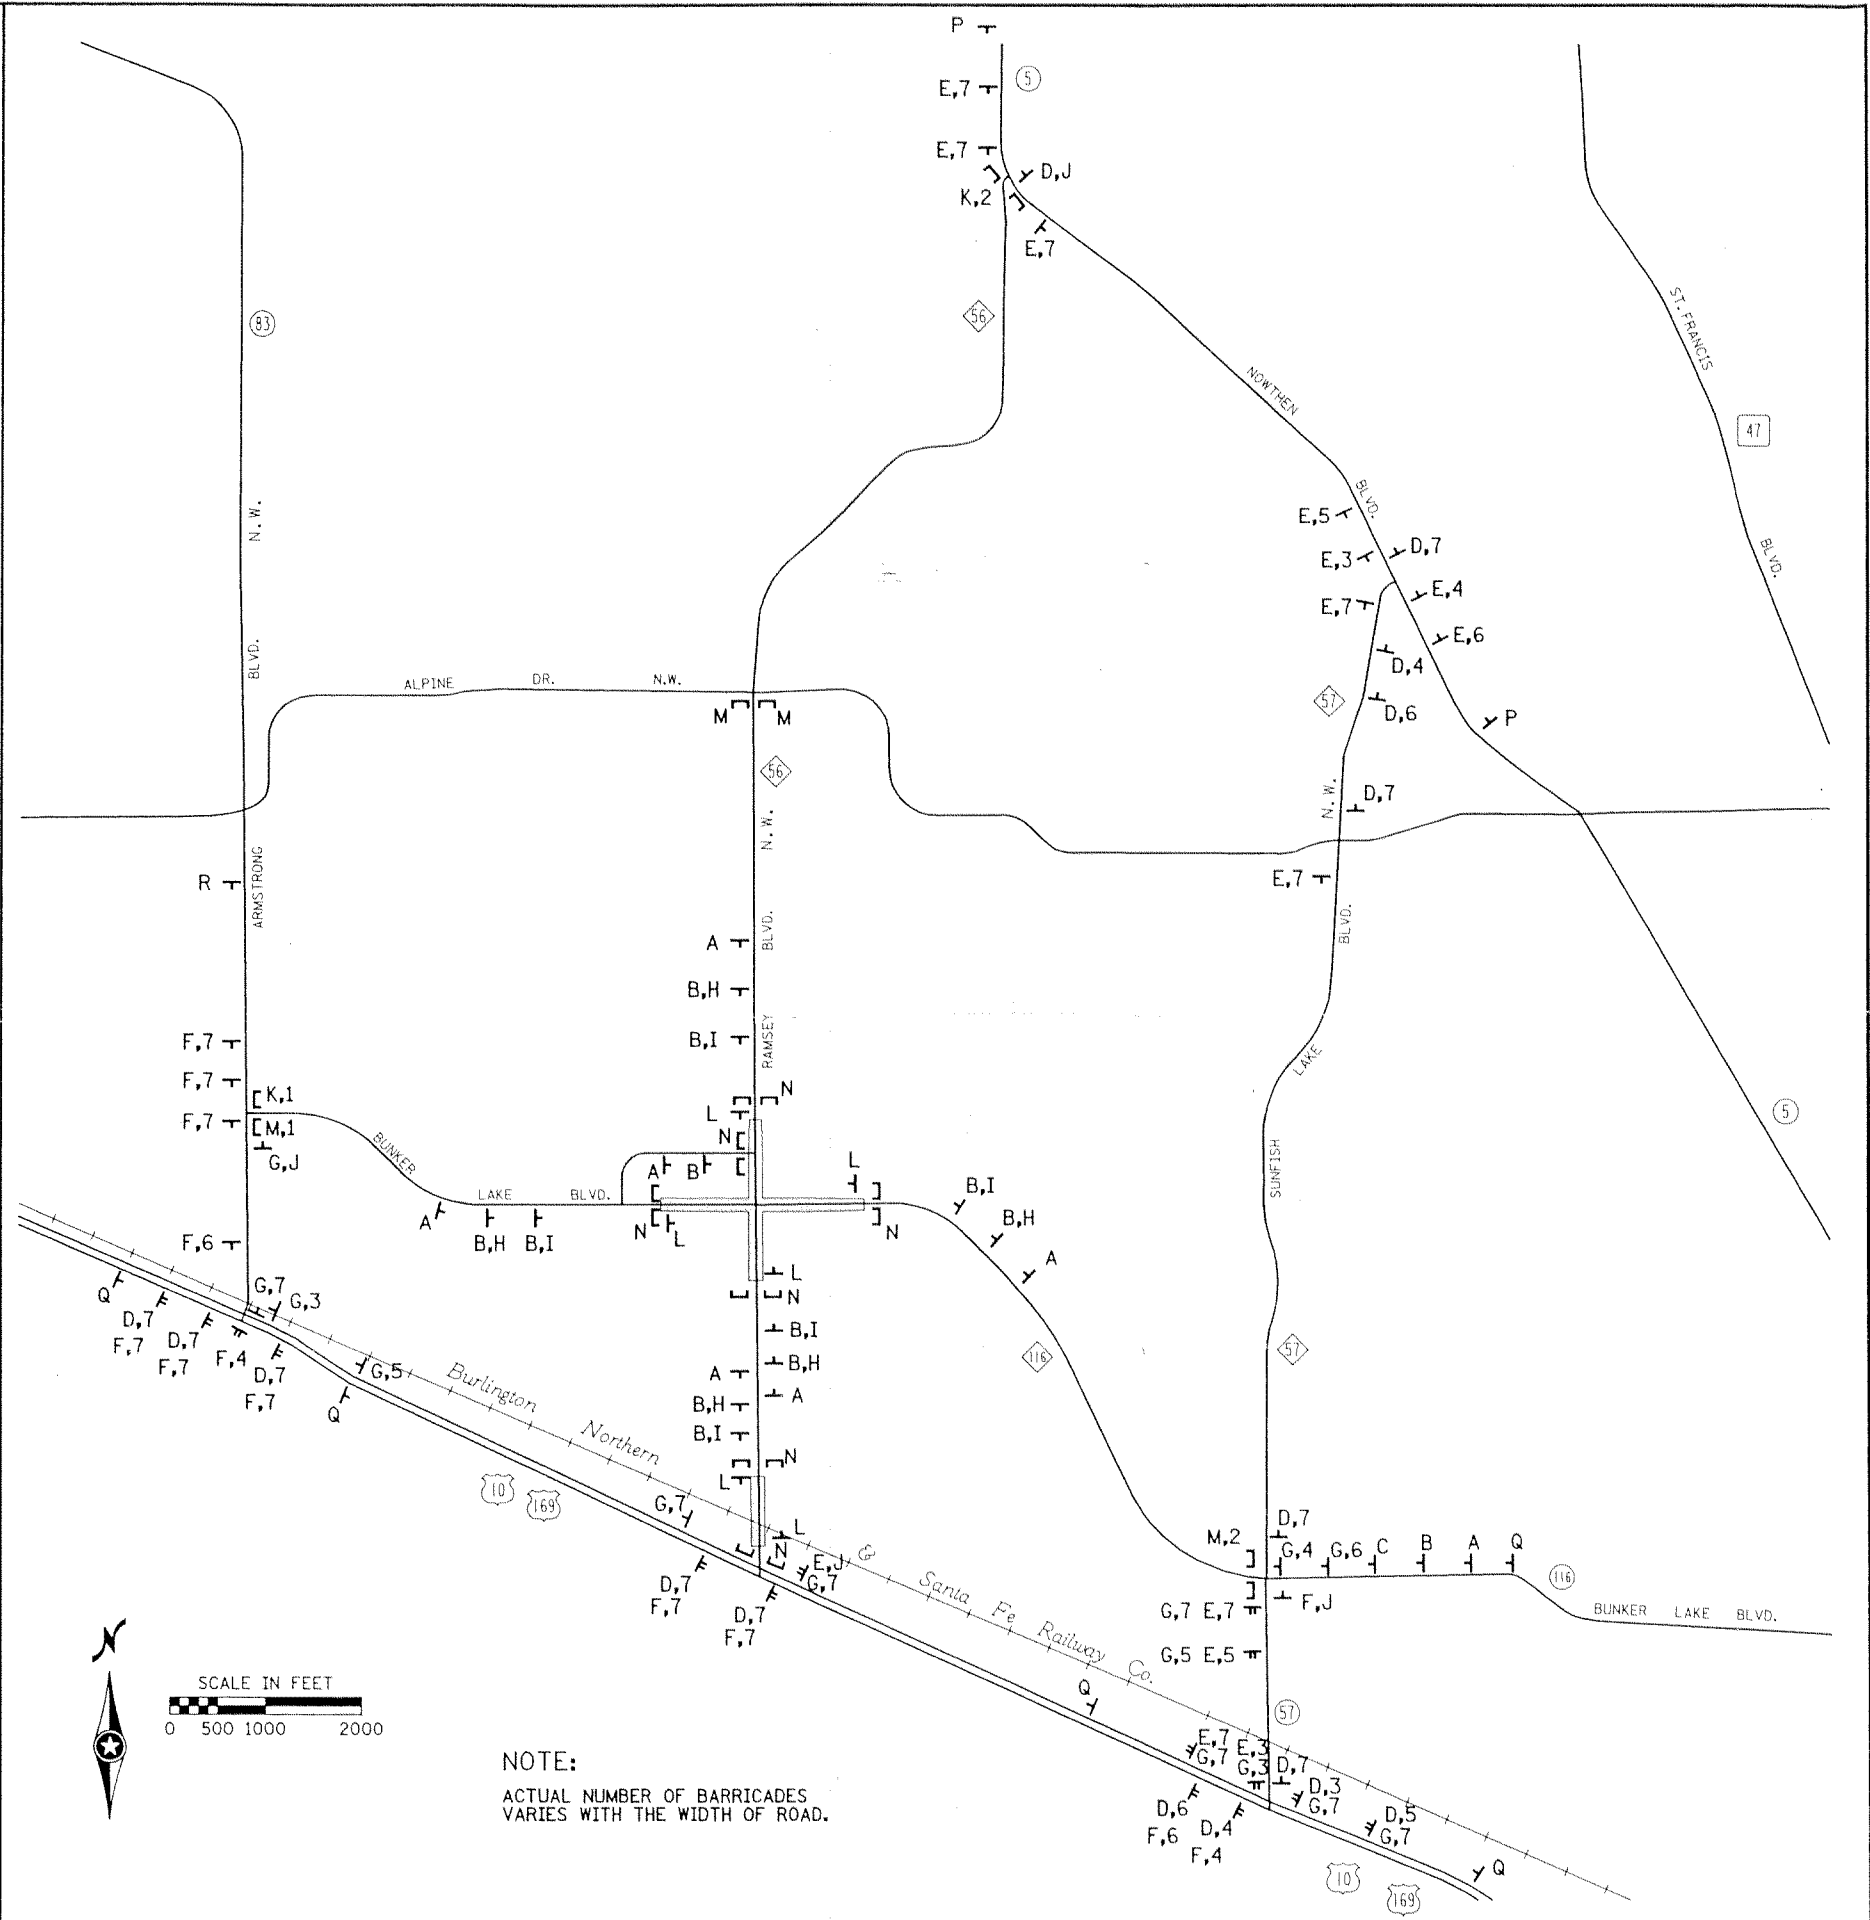 P
5
E,7
E,7
D,J
K,2
E,7
83
56
ST. FRANCIS
NOWTHEN
47
BLVD.
E,5
N.W.
E,3
D,7
BLVD.
E,7
E,4
E,6
BLVD.
D,4
ALPINE DR. N.W.
57
D,6
M M
P
56
D,7
N.W.
N.W.
R
ARMSTRONG
E,7
A
BLVD.
BLVD.
B,H
F,7
B,I
RAMSEY
LAKE
F,7
K,1
N
L
5
F,7
M,1
N
BUNKER
G,J
A B
L
SUNFISH
LAKE BLVD.
B,I
A
N
L
N
B,H
F,6
B,H B,I
A
G,7
G,3
L
Q
N
D,7
F,7
D,7
F,7
F,4
D,7
F,7
B,I
116
57
G,5
Burlington
B,H
A
A
Q
B,H
Northern
B,I
N
10
169
L
G,7
L
D,7
M,2
G,4 G,6 C B A Q
&
N
E,J
G,7
116
D,7
F,7
Santa Fe Railway Co.
D,7
F,7
G,7 E,7
F,J
BUNKER LAKE BLVD.
G,5 E,5
SCALE IN FEET
0 500 1000 2000
N
Q
57
E,7
G,7
E,3
G,3
D,7
NOTE:
ACTUAL NUMBER OF BARRICADES
VARIES WITH THE WIDTH OF ROAD.
D,3
G,7
D,6
F,6
D,4
F,4
D,5
G,7
Q
10
169